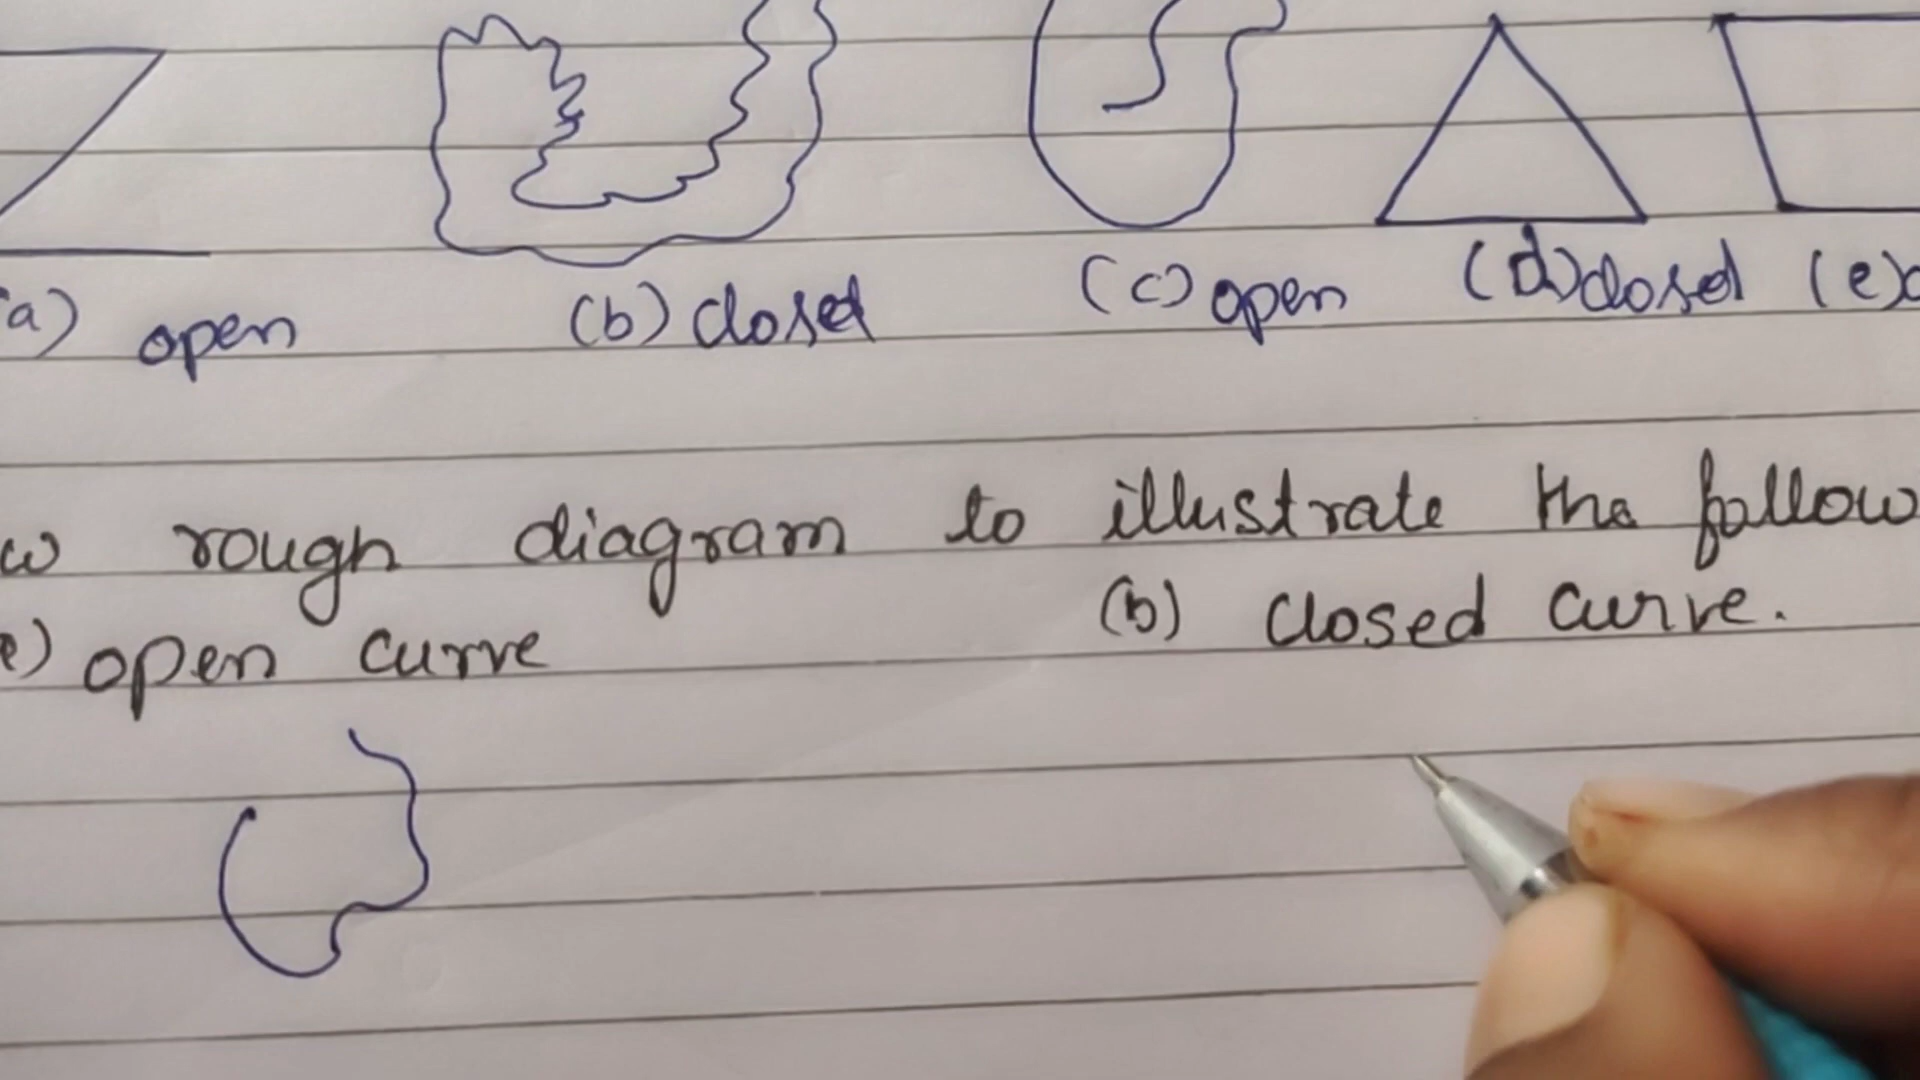 (a) open (b) closed (c) open (d) closed (e)
w rough diagram to illustrate the follow
) open curve (b) closed curve.